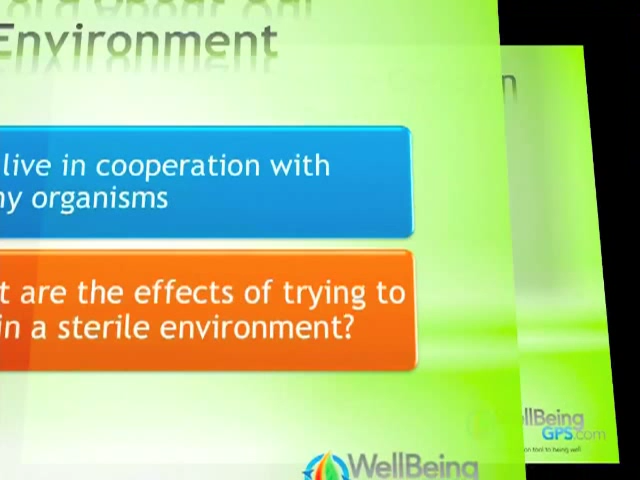 Environment
live in cooperation with
organisms
are the effects of trying to
in a sterile environment?
WellBeing
GPS.com
WellBeing